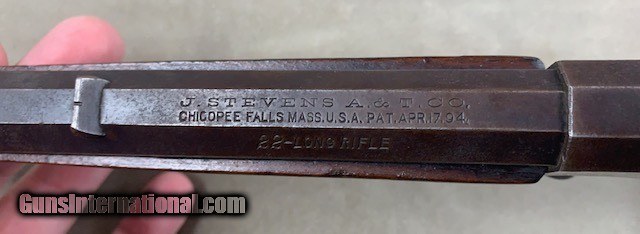 J. STEVENS A. & T. CO.
CHICOPEE FALLS MASS. U.S.A. PAT. APR. 17. 94.
22-LONG RIFLE
GunsInternational.com